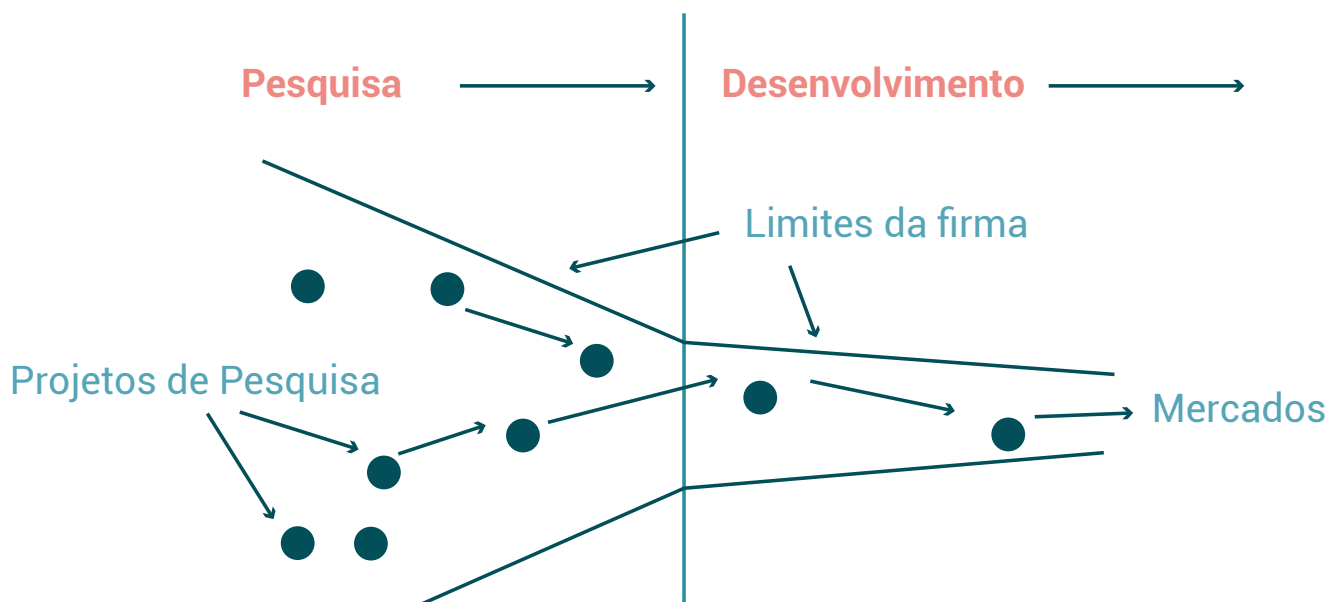 Pesquisa
Desenvolvimento
Limites da firma
Projetos de Pesquisa
Mercados